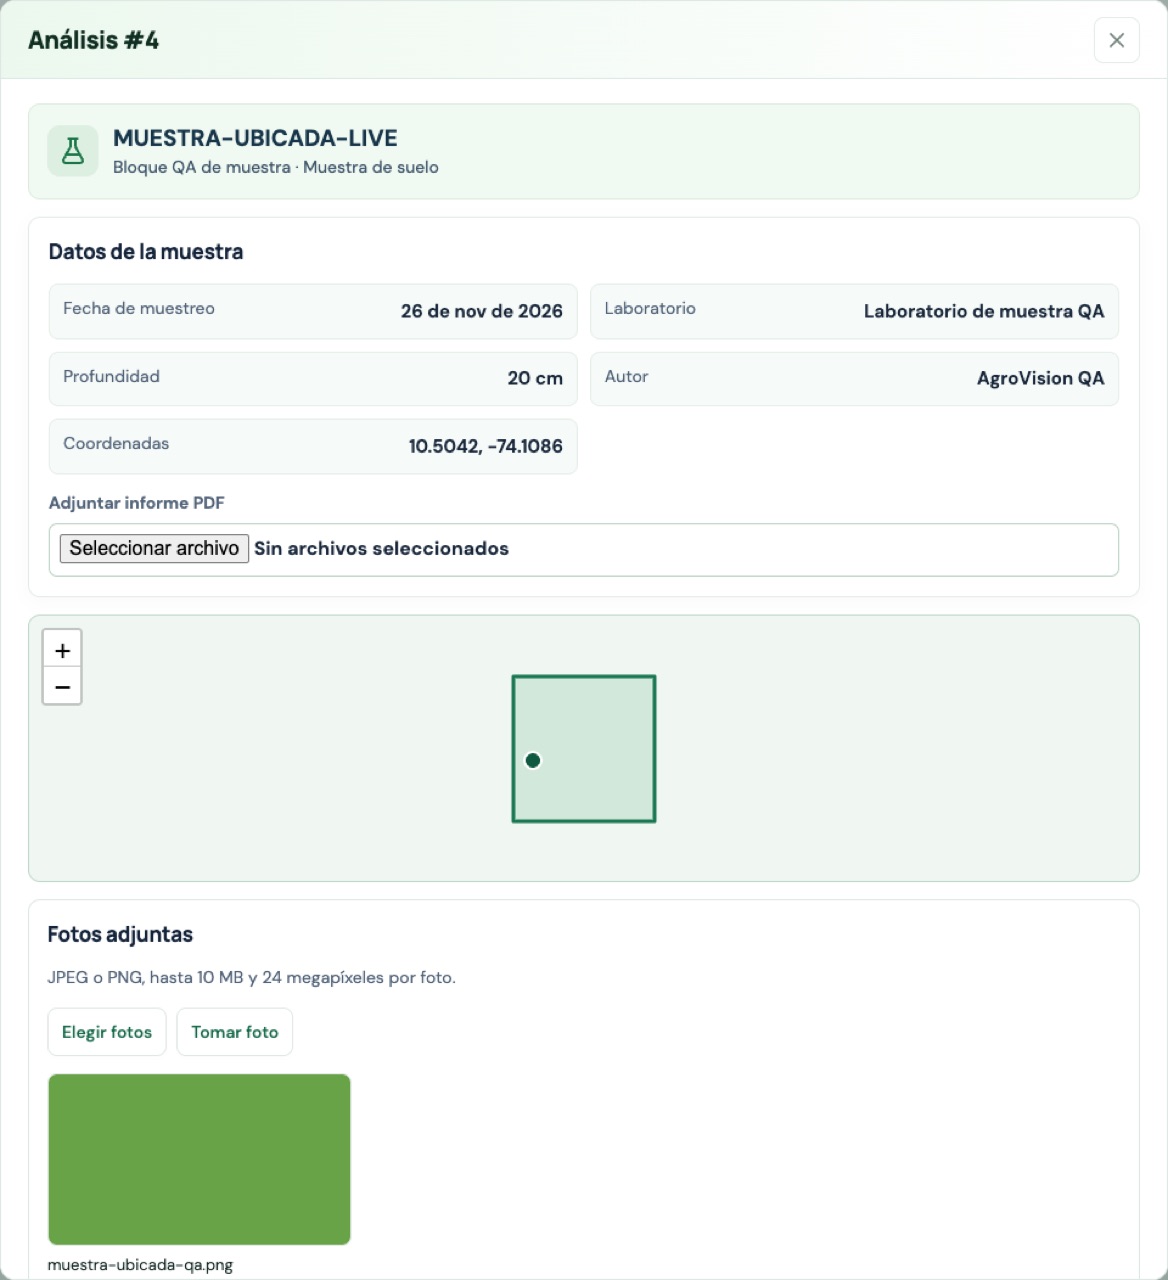 Análisis #4
MUESTRA-UBICADA-LIVE
Bloque QA de muestra · Muestra de suelo
Datos de la muestra
Fecha de muestreo
26 de nov de 2026
Laboratorio
Laboratorio de muestra QA
Profundidad
20 cm
Autor
AgroVision QA
Coordenadas
10.5042, -74.1086
Adjuntar informe PDF
Seleccionar archivo Sin archivos seleccionados
+
−
Fotos adjuntas
JPEG o PNG, hasta 10 MB y 24 megapíxeles por foto.
Elegir fotos
Tomar foto
muestra-ubicada-qa.png